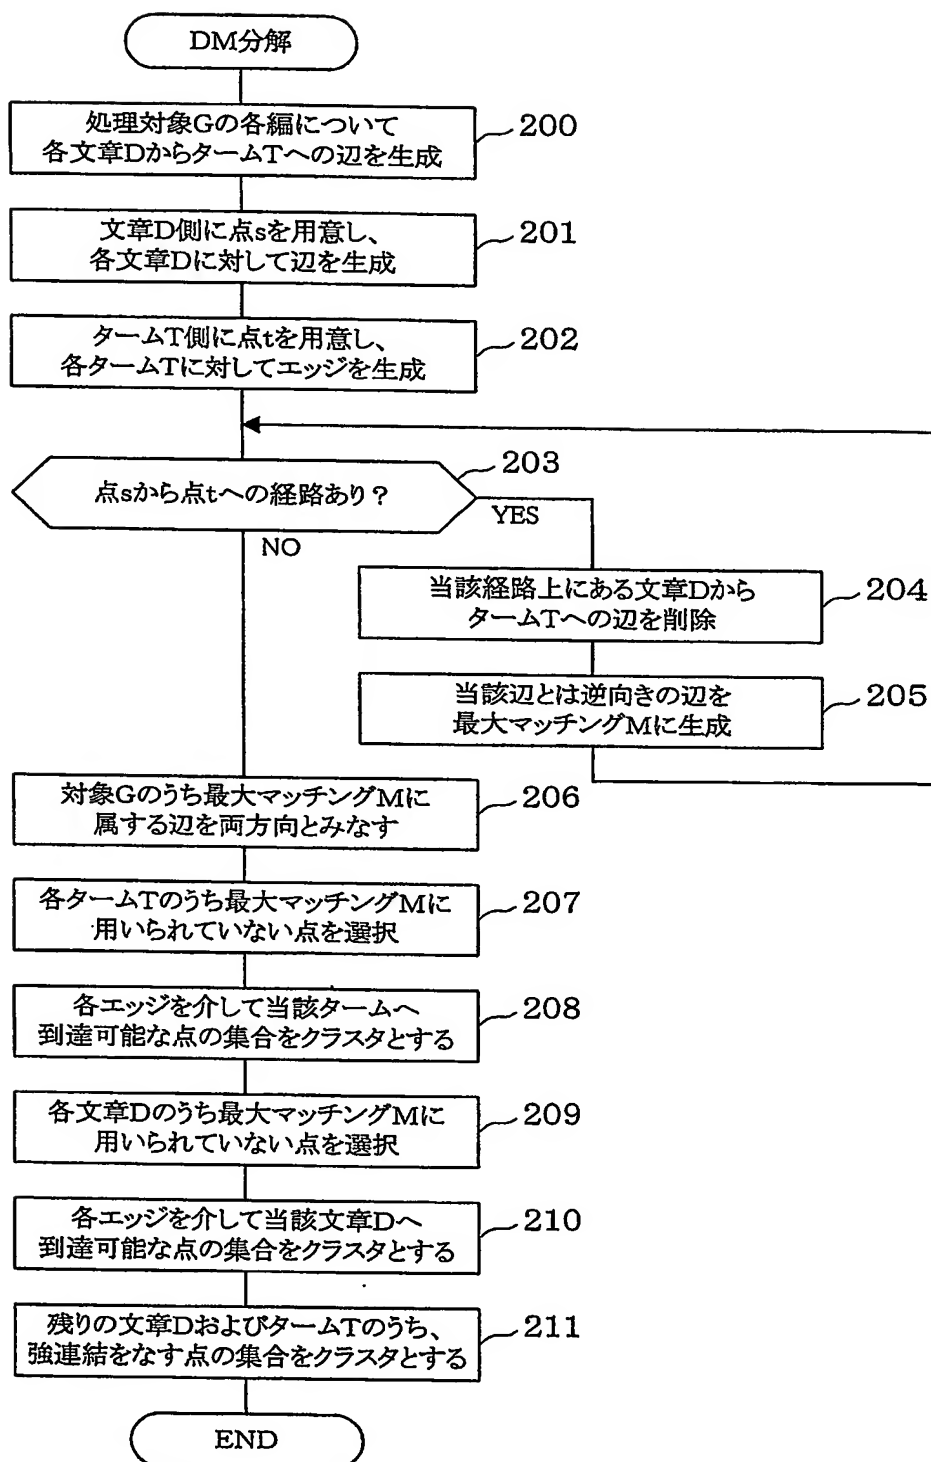 DM分解
処理対象Gの各編について
各文章DからタームTへの辺を生成
200
文章D側に点sを用意し、
各文章Dに対して辺を生成
201
タームT側に点tを用意し、
各タームTに対してエッジを生成
202
点sから点tへの経路あり?
203
YES
NO
当該経路上にある文章Dから
タームTへの辺を削除
204
当該辺とは逆向きの辺を
最大マッチングMに生成
205
対象Gのうち最大マッチングMに
属する辺を両方向とみなす
206
各タームTのうち最大マッチングMに
用いられていない点を選択
207
各エッジを介して当該タームへ
到達可能な点の集合をクラスタとする
208
各文章Dのうち最大マッチングMに
用いられていない点を選択
209
各エッジを介して当該文章Dへ
到達可能な点の集合をクラスタとする
210
残りの文章DおよびタームTのうち、
強連結をなす点の集合をクラスタとする
211
END